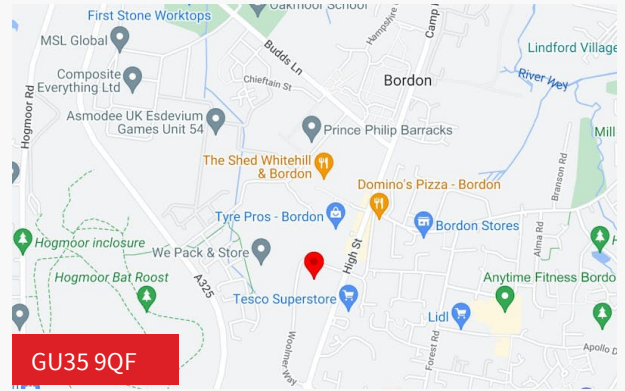 Oakmoor School
First Stone Worktops
MSL Global
Budds Ln
Hampshire
Camp
Lindford Village
Composite
Everything Ltd
Chieftain St
Bordon
River Wey
Hogmoor Rd
Asmodee UK Esdevium
Games Unit 54
Prince Philip Barracks
Mill
The Shed Whitehill
& Bordon
Domino's Pizza - Bordon
Branson Rd
Tyre Pros - Bordon
Bordon Stores
Alma Rd
Hogmoor inclosure
We Pack & Store
High St
H
Hogmoor Bat Roost
A325
Anytime Fitness Bordo
Tesco Superstore
Lidl
Woolmer Way
Forest Rd
Apollo D
GU35 9QF